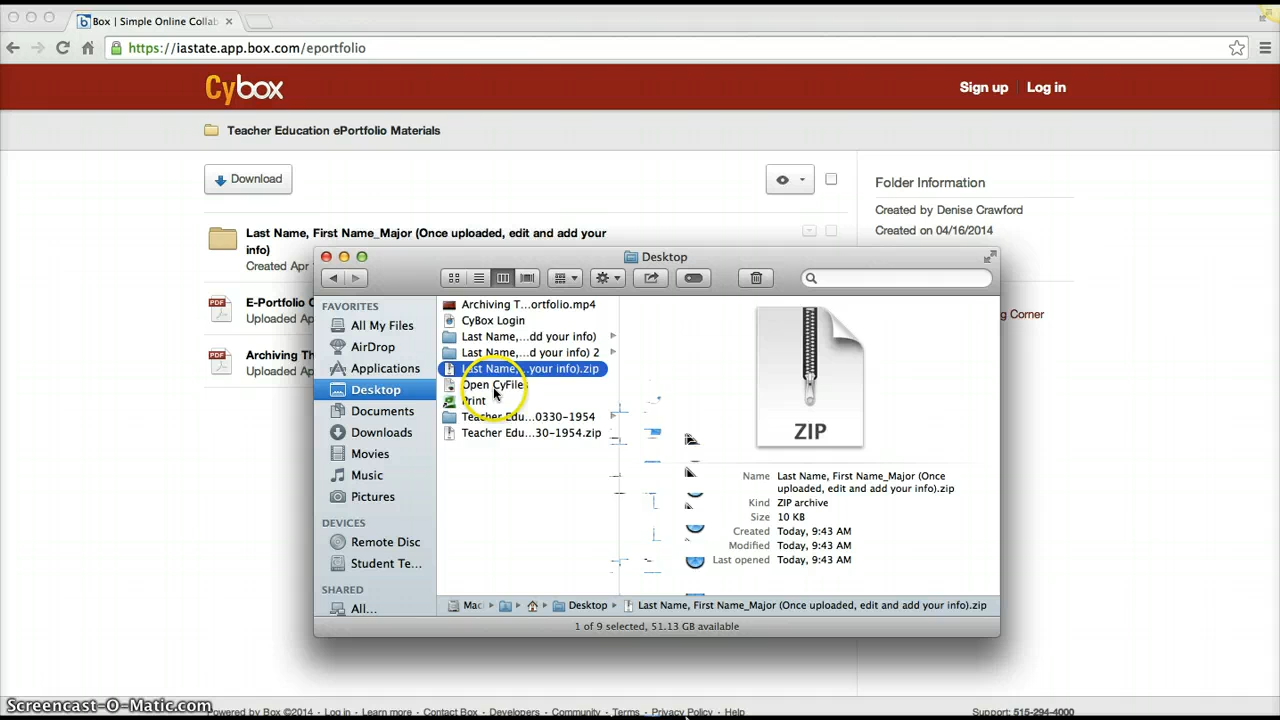 Box | Simple Online Collab
https://iastate.app.box.com/eportfolio
Cybox
Sign up
Log in
Teacher Education ePortfolio Materials
Download
Folder Information
Created by Denise Crawford
Created on 04/16/2014
Last Name, First Name_Major (Once uploaded, edit and add your
info)
Created Apr
PDF
E-Portfolio
Uploaded Ap
PDF
Archiving Th
Uploaded Ap
g Corner
Desktop
FAVORITES
All My Files
AirDrop
Applications
Desktop
Documents
Downloads
Movies
Music
Pictures
DEVICES
Remote Disc
Student Te...
SHARED
All...
Archiving T...ortfolio.mp4
CyBox Login
Last Name,...dd your info)
Last Name,...d your info) 2
Last Name,...your info).zip
Open CyFiles
Print
Teacher Edu...0330-1954
Teacher Edu...30-1954.zip
ZIP
Name Last Name, First Name_Major (Once
uploaded, edit and add your info).zip
Kind ZIP archive
Size 10 KB
Created Today, 9:43 AM
Modified Today, 9:43 AM
Last opened Today, 9:43 AM
Mac
Desktop
Last Name, First Name_Major (Once uploaded, edit and add your info).zip
1 of 9 selected, 51.13 GB available
Screencast-O-Matic.com
Powered by Box ©2014 Log in Learn more Contact Box Developers Community Terms Privacy Policy Help
Support: 515-294-4000